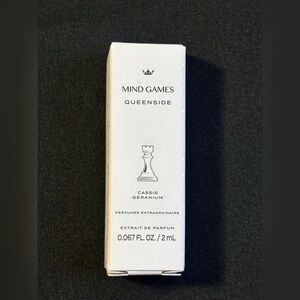 MIND GAMES
QUEENSIDE
CASSIS
GERANIUM
PERFUMER EXTRAORDINAIRE
EXTRAIT DE PARFUM
0.067 FL. OZ. / 2 mL